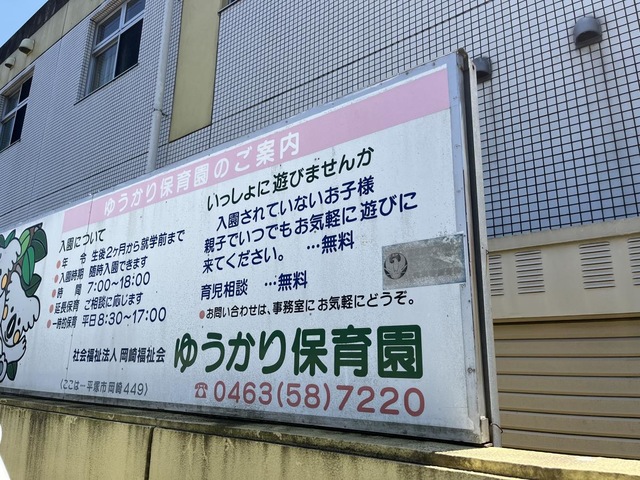 ゆうかり保育園のご案内
入園について
●年　令 生後2ヶ月から就学前まで
●入園時期 随時入園できます
●時　間 7:00〜18:00
●延長保育 ご相談に応じます
●一時的保育 平日8:30〜17:00
いっしょに遊びませんか
入園されていないお子様
親子でいつでもお気軽に遊びに
来てください。 …無料
育児相談 …無料
●お問い合わせは、事務室にお気軽にどうぞ。
社会福祉法人 岡崎福祉会 ゆうかり保育園
〈ここは一平塚市岡崎449〉
☎0463(58)7220